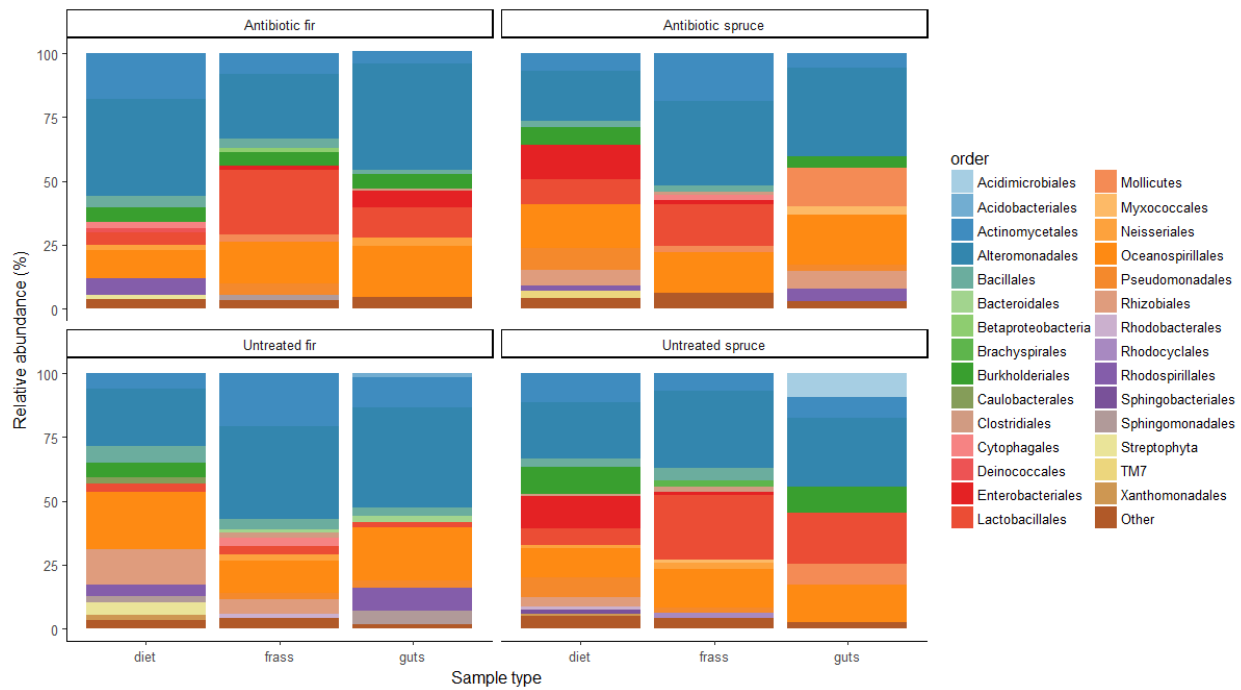 Antibiotic fir
Antibiotic spruce
100
75
50
25
0
Untreated fir
Untreated spruce
100
75
50
25
0
Relative abundance (%)
diet
frass
guts
diet
frass
guts
Sample type
order
Acidimicrobiales
Acidobacteriales
Actinomycetales
Alteromonadales
Bacillales
Bacteroidales
Betaproteobacteria
Brachyspirales
Burkholderiales
Caulobacterales
Clostridiales
Cytophagales
Deinococcales
Enterobacteriales
Lactobacillales
Mollicutes
Myxococcales
Neisseriales
Oceanospirillales
Pseudomonadales
Rhizobiales
Rhodobacterales
Rhodocyclales
Rhodospirillales
Sphingobacteriales
Sphingomonadales
Streptophyta
TM7
Xanthomonadales
Other